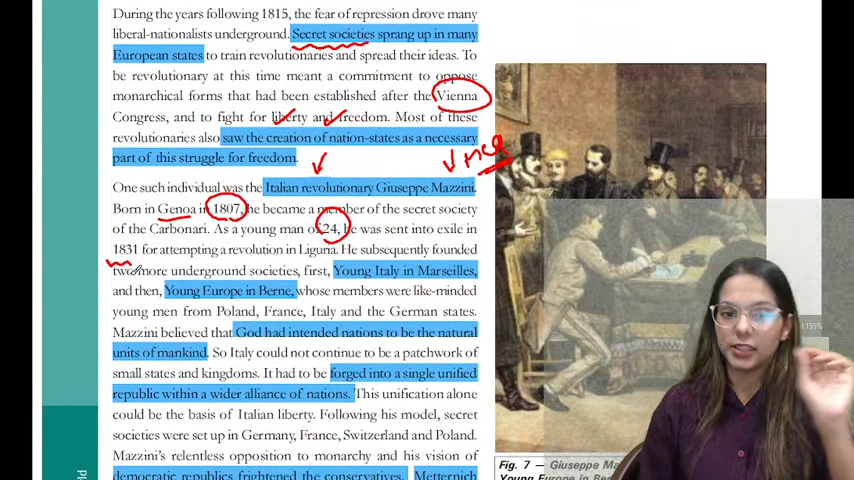 During the years following 1815, the fear of repression drove many
liberal-nationalists underground. Secret societies sprang up in many
European states to train revolutionaries and spread their ideas. To
be revolutionary at this time meant a commitment to oppose
monarchical forms that had been established after the Vienna
Congress, and to fight for liberty and freedom. Most of these
revolutionaries also saw the creation of nation-states as a necessary
part of this struggle for freedom.
MCQ
One such individual was the Italian revolutionary Giuseppe Mazzini.
Born in Genoa in 1807, he became a member of the secret society
of the Carbonari. As a young man of 24, he was sent into exile in
1831 for attempting a revolution in Liguria. He subsequently founded
two more underground societies, first, Young Italy in Marseilles,
and then, Young Europe in Berne, whose members were like-minded
young men from Poland, France, Italy and the German states.
Mazzini believed that God had intended nations to be the natural
units of mankind. So Italy could not continue to be a patchwork of
small states and kingdoms. It had to be forged into a single unified
republic within a wider alliance of nations. This unification alone
could be the basis of Italian liberty. Following his model, secret
societies were set up in Germany, France, Switzerland and Poland.
Mazzini's relentless opposition to monarchy and his vision of
democratic republics frightened the conservatives. Metternich
155%
Fig. 7 — Giuseppe Ma
Young Europe in Bern